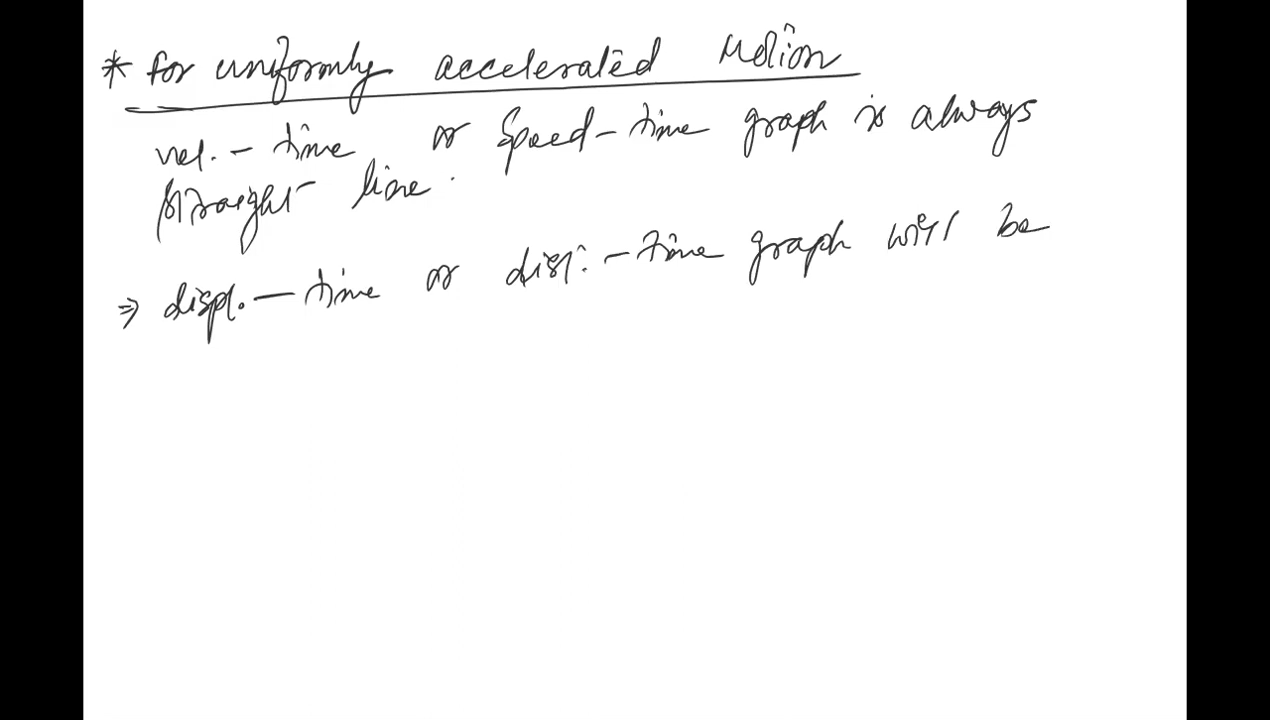 * for uniformly accelerated Motion
vel. - time or Speed - time graph is always
straight line.
⇒ displ. - time or dist. - time graph will be